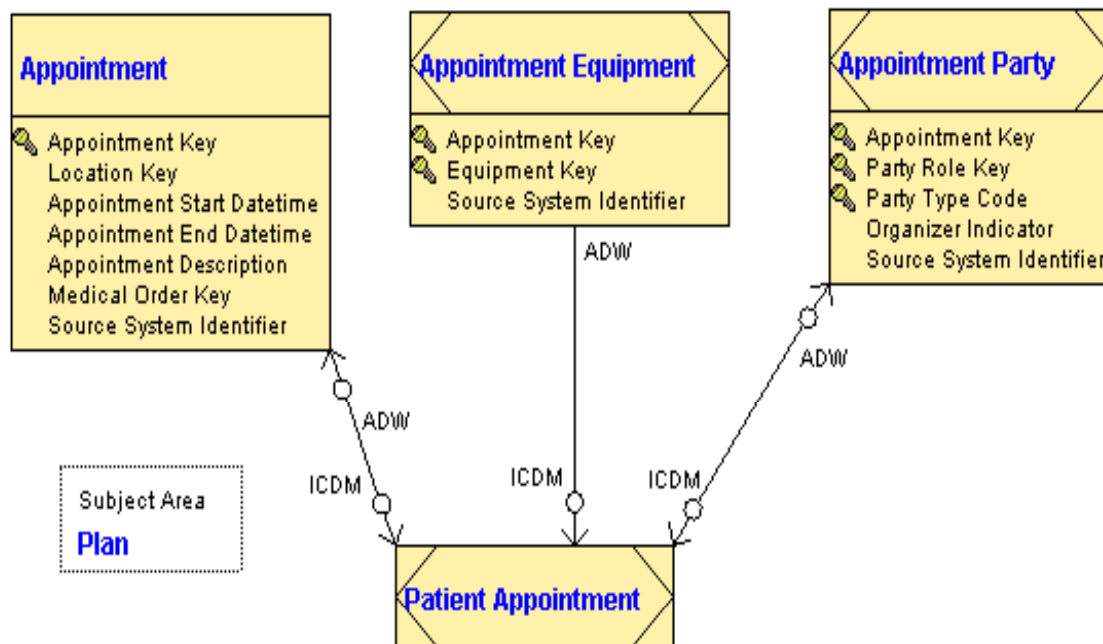 Appointment
Appointment Key
Location Key
Appointment Start Datetime
Appointment End Datetime
Appointment Description
Medical Order Key
Source System Identifier
Appointment Equipment
Appointment Key
Equipment Key
Source System Identifier
Appointment Party
Appointment Key
Party Role Key
Party Type Code
Organizer Indicator
Source System Identifier
ADW
ADW
ADW
ICDM
ICDM
ICDM
Subject Area
Plan
Patient Appointment